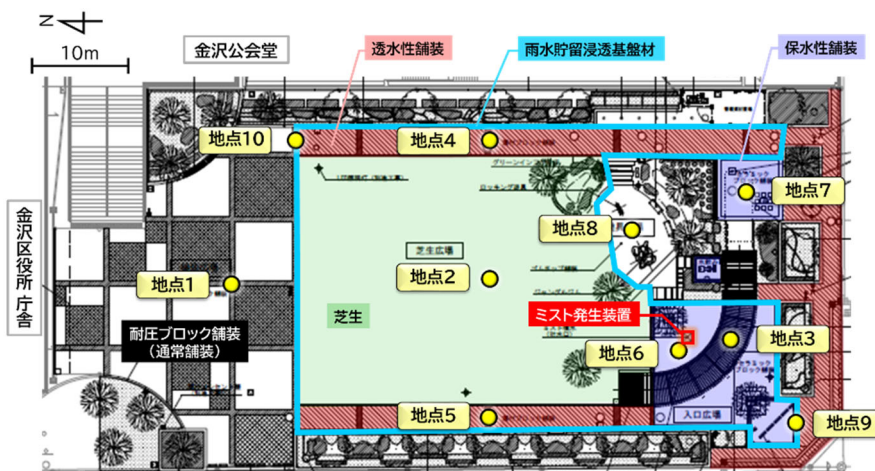 N
10m
金沢公会堂
透水性舗装
雨水貯留浸透基盤材
保水性舗装
地点10
地点4
地点7
地点8
金沢区役所 庁舎
地点1
芝生広場
地点2
芝生
ミスト発生装置
地点6
地点3
耐圧ブロック舗装
（通常舗装）
地点5
入口広場
地点9